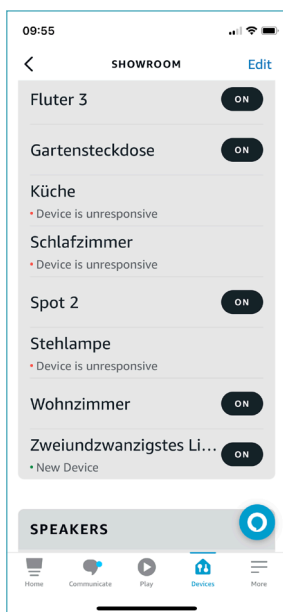 09:55
SHOWROOM
Edit
Fluter 3
ON
Gartensteckdose
ON
Küche
• Device is unresponsive
Schlafzimmer
• Device is unresponsive
Spot 2
ON
Stehlampe
• Device is unresponsive
Wohnzimmer
ON
Zweiundzwanzigstes Li...
ON
• New Device
SPEAKERS
Home Communicate Play Devices More